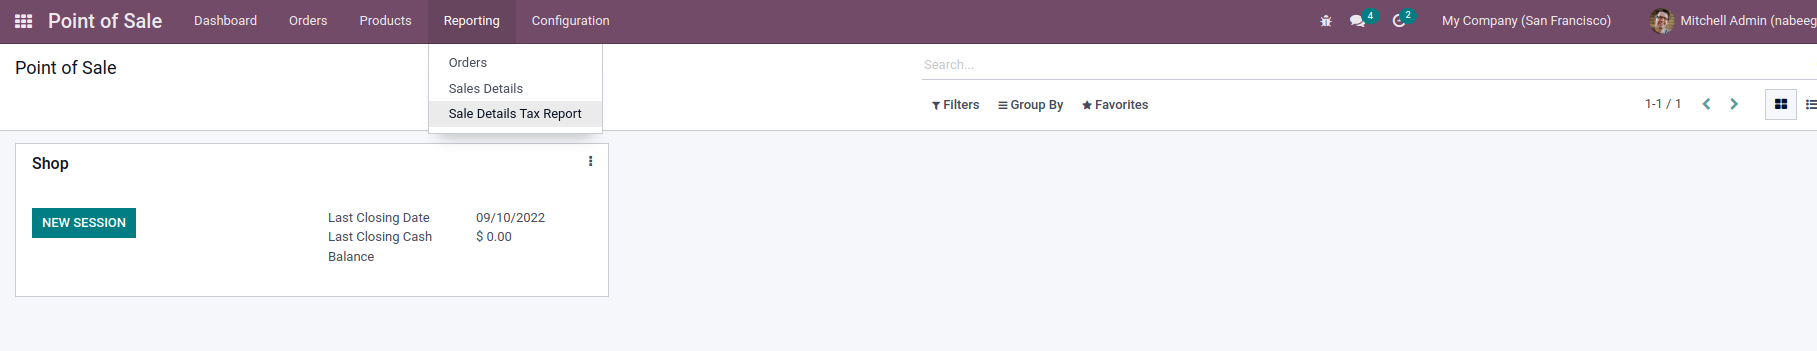 Point of Sale Dashboard Orders Products Reporting Configuration 4 2 My Company (San Francisco) Mitchell Admin (nabeeg
Point of Sale
Search...
Orders
Sales Details
Sale Details Tax Report
Filters Group By Favorites 1-1 / 1
Shop
NEW SESSION
Last Closing Date 09/10/2022
Last Closing Cash $ 0.00
Balance